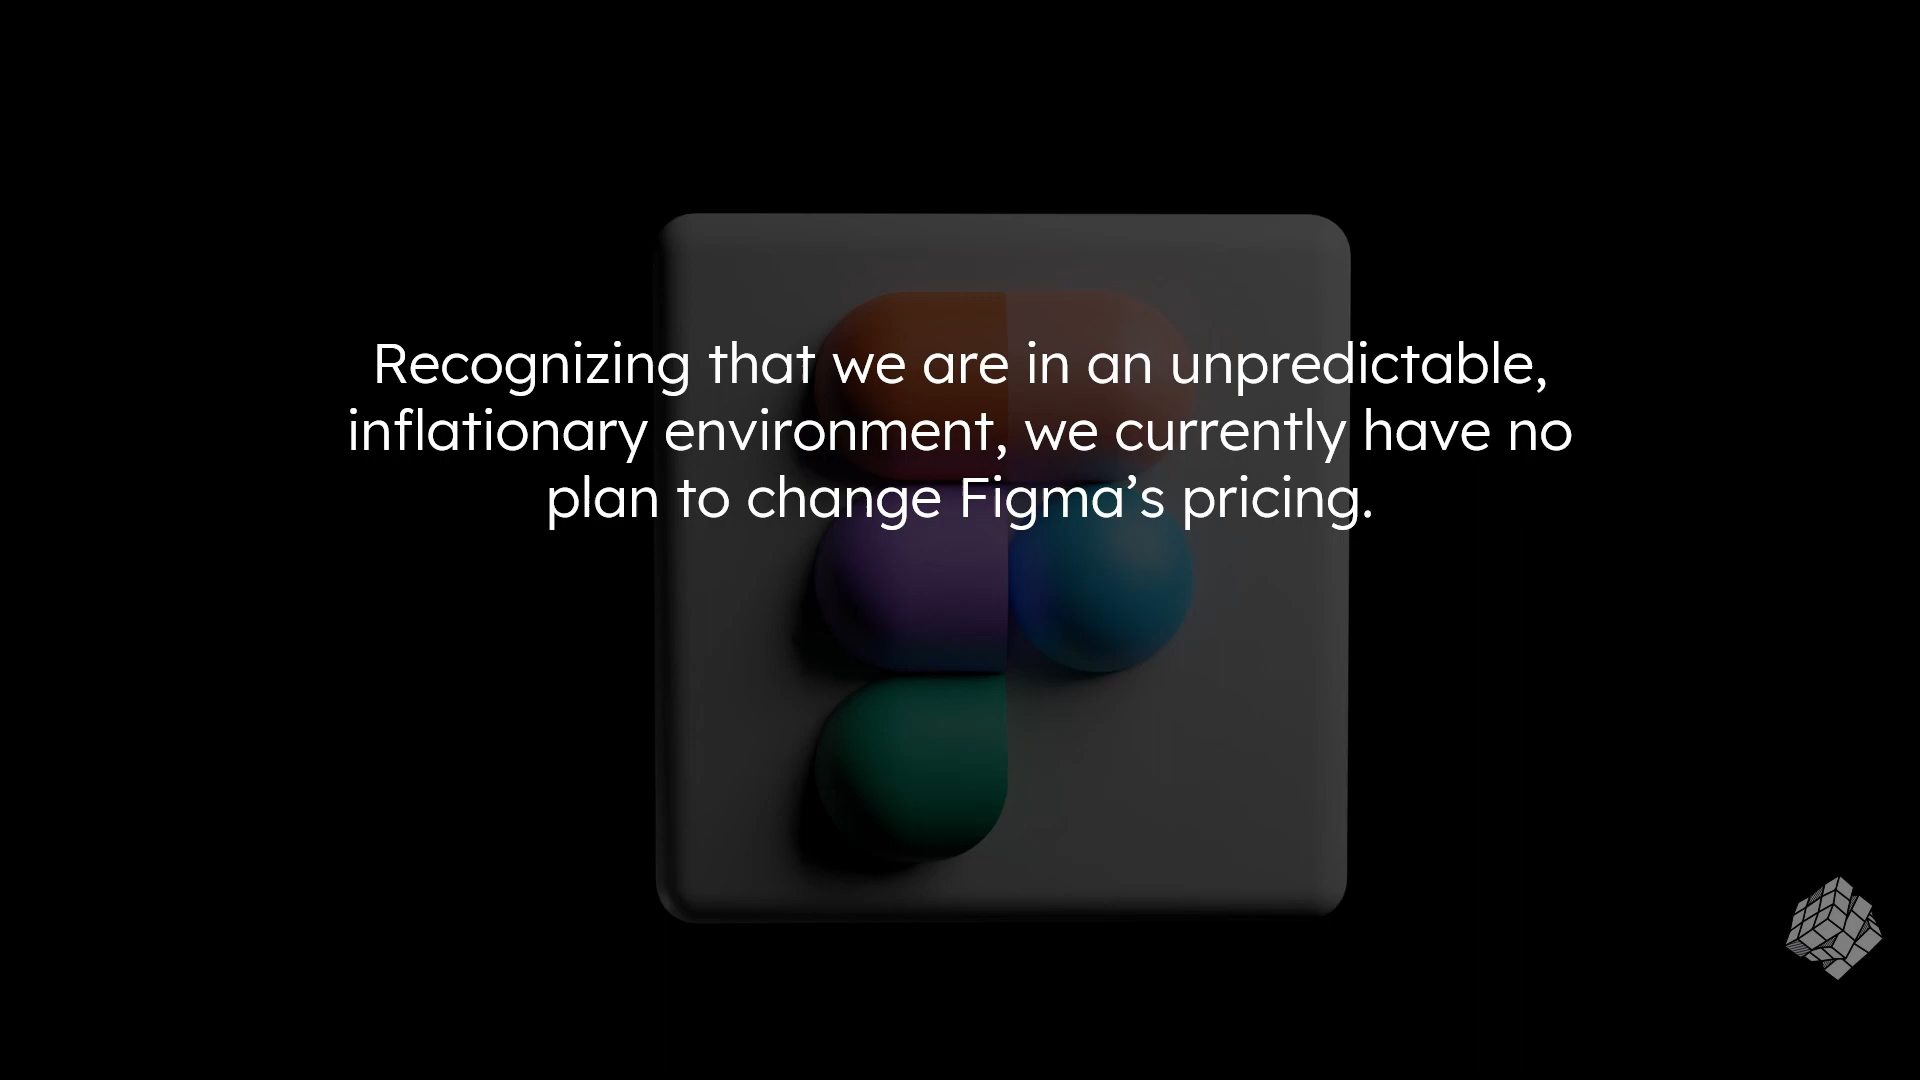 Recognizing that we are in an unpredictable,
inflationary environment, we currently have no
plan to change Figma’s pricing.